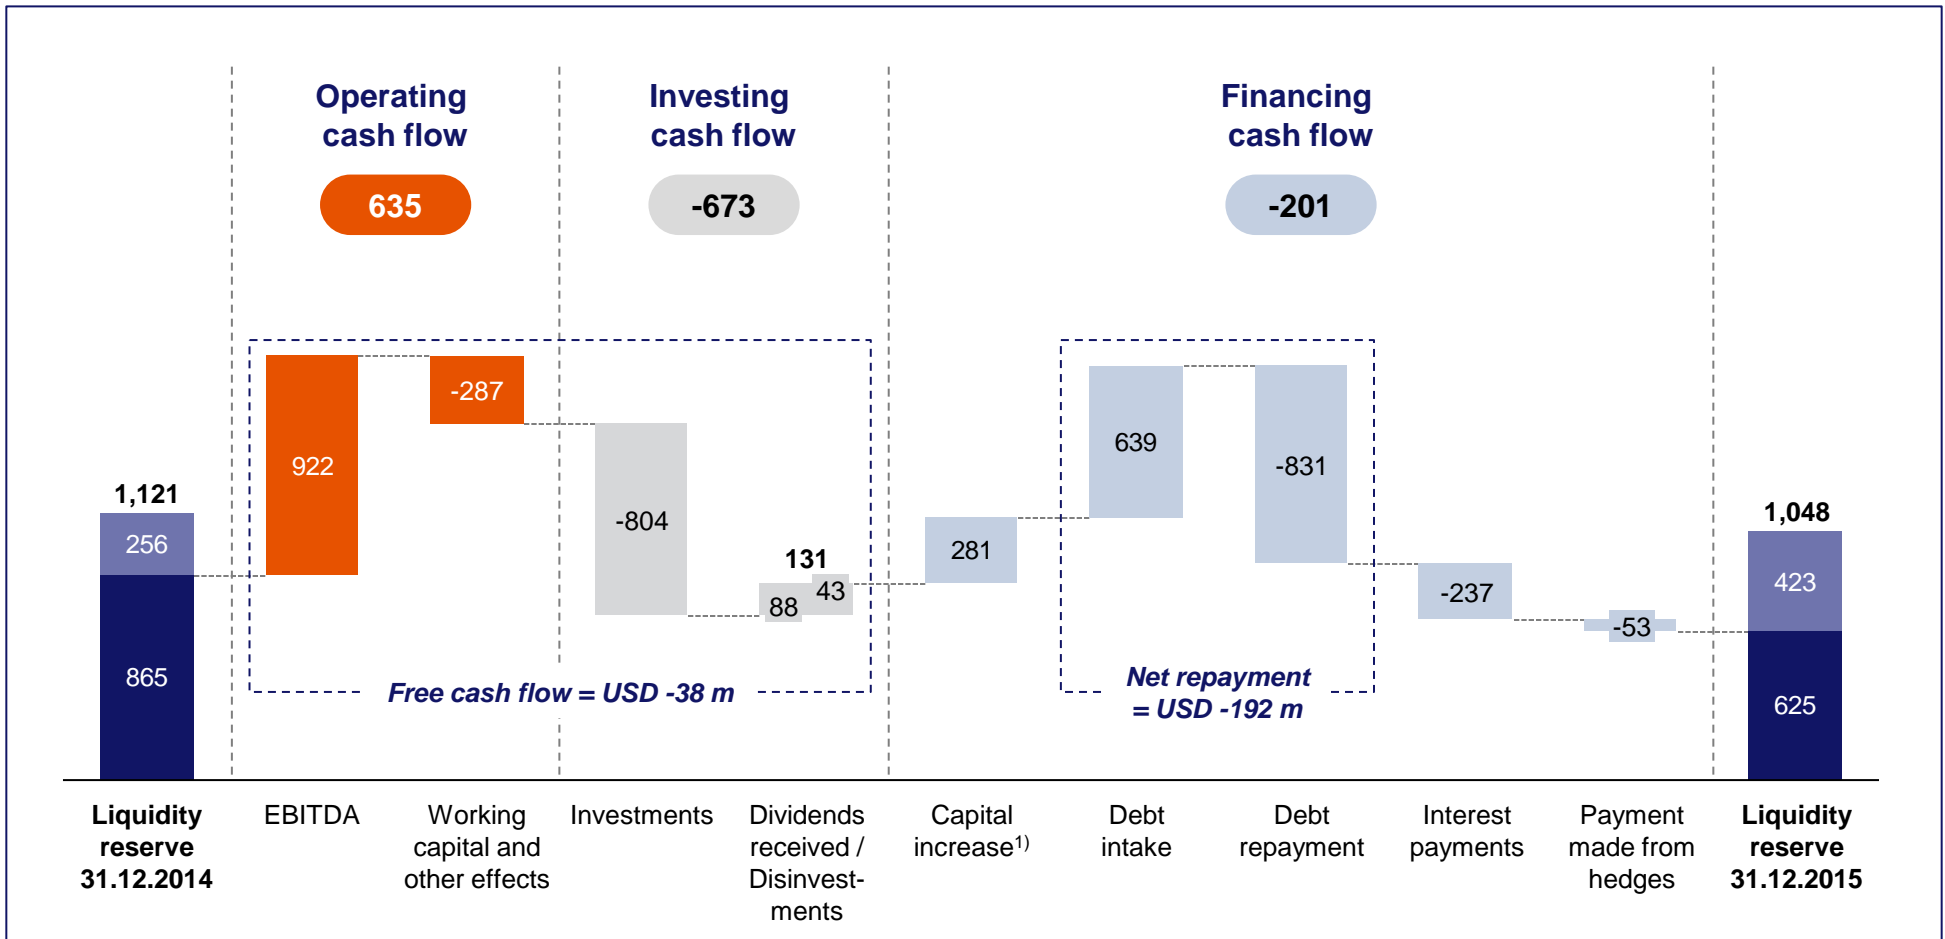 Operating
cash flow
635
Investing
cash flow
-673
Financing
cash flow
-201
1,121
256
865
922
-287
-804
131
88
43
Free cash flow = USD -38 m
281
639
-831
Net repayment
= USD -192 m
-237
-53
1,048
423
625
Liquidity
reserve
31.12.2014
EBITDA
Working
capital and
other effects
Investments
Dividends
received /
Disinvest-
ments
Capital
increase¹⁾
Debt
intake
Debt
repayment
Interest
payments
Payment
made from
hedges
Liquidity
reserve
31.12.2015